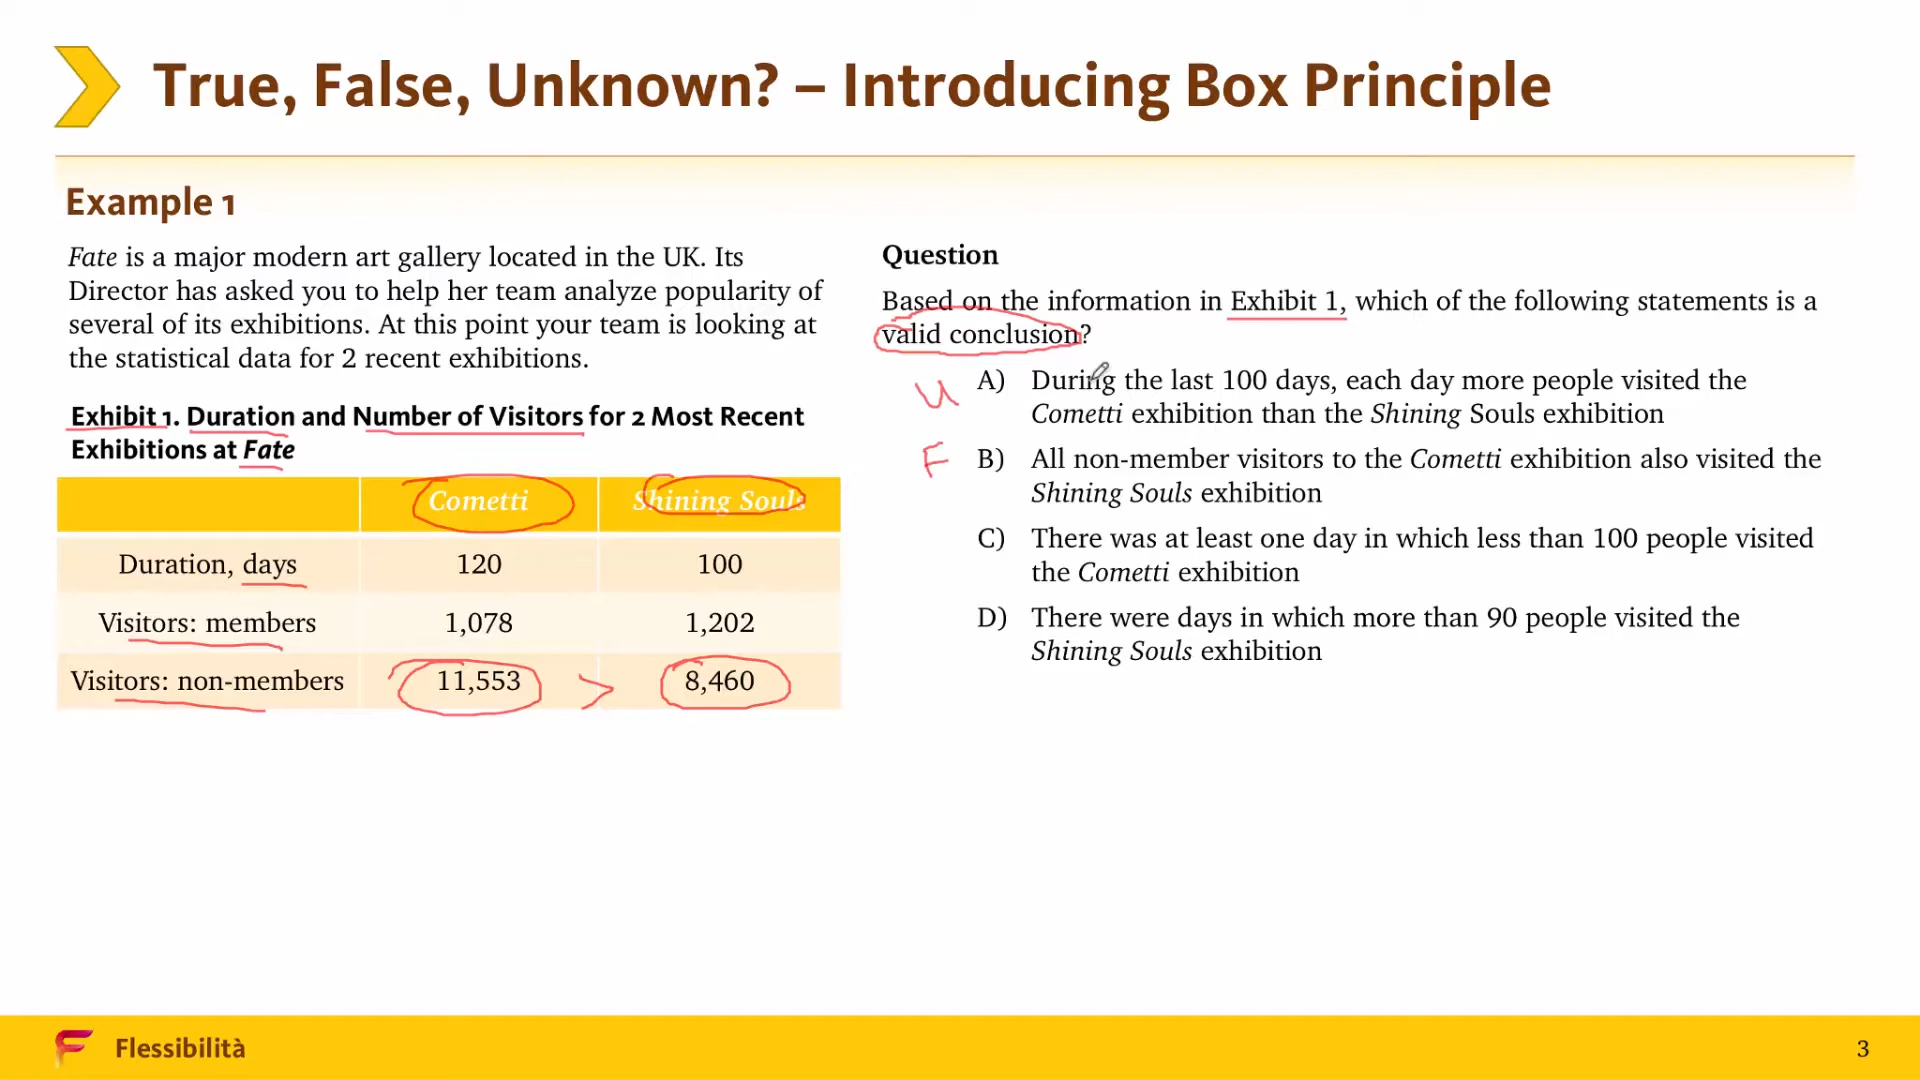 True, False, Unknown? – Introducing Box Principle
Example 1
Fate is a major modern art gallery located in the UK. Its
Director has asked you to help her team analyze popularity of
several of its exhibitions. At this point your team is looking at
the statistical data for 2 recent exhibitions.
Exhibit 1. Duration and Number of Visitors for 2 Most Recent
Exhibitions at Fate
Cometti Shining Souls
Duration, days 120 100
Visitors: members 1,078 1,202
Visitors: non-members 11,553 > 8,460
Question
Based on the information in Exhibit 1, which of the following statements is a
valid conclusion?
U A) During the last 100 days, each day more people visited the
Cometti exhibition than the Shining Souls exhibition
F B) All non-member visitors to the Cometti exhibition also visited the
Shining Souls exhibition
C) There was at least one day in which less than 100 people visited
the Cometti exhibition
D) There were days in which more than 90 people visited the
Shining Souls exhibition
F Flessibilità
3